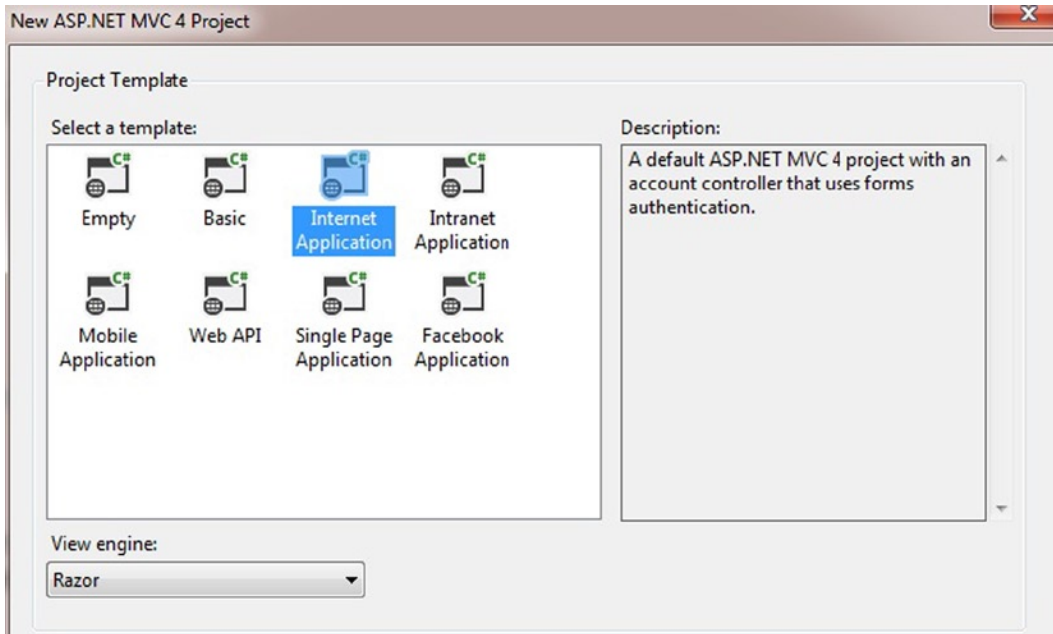 New ASP.NET MVC 4 Project
Project Template
Select a template:
C# C# C# C#
Empty Basic Internet Intranet
Application Application
C# C# C# C#
Mobile Web API Single Page Facebook
Application Application Application
Description:
A default ASP.NET MVC 4 project with an
account controller that uses forms
authentication.
View engine:
Razor